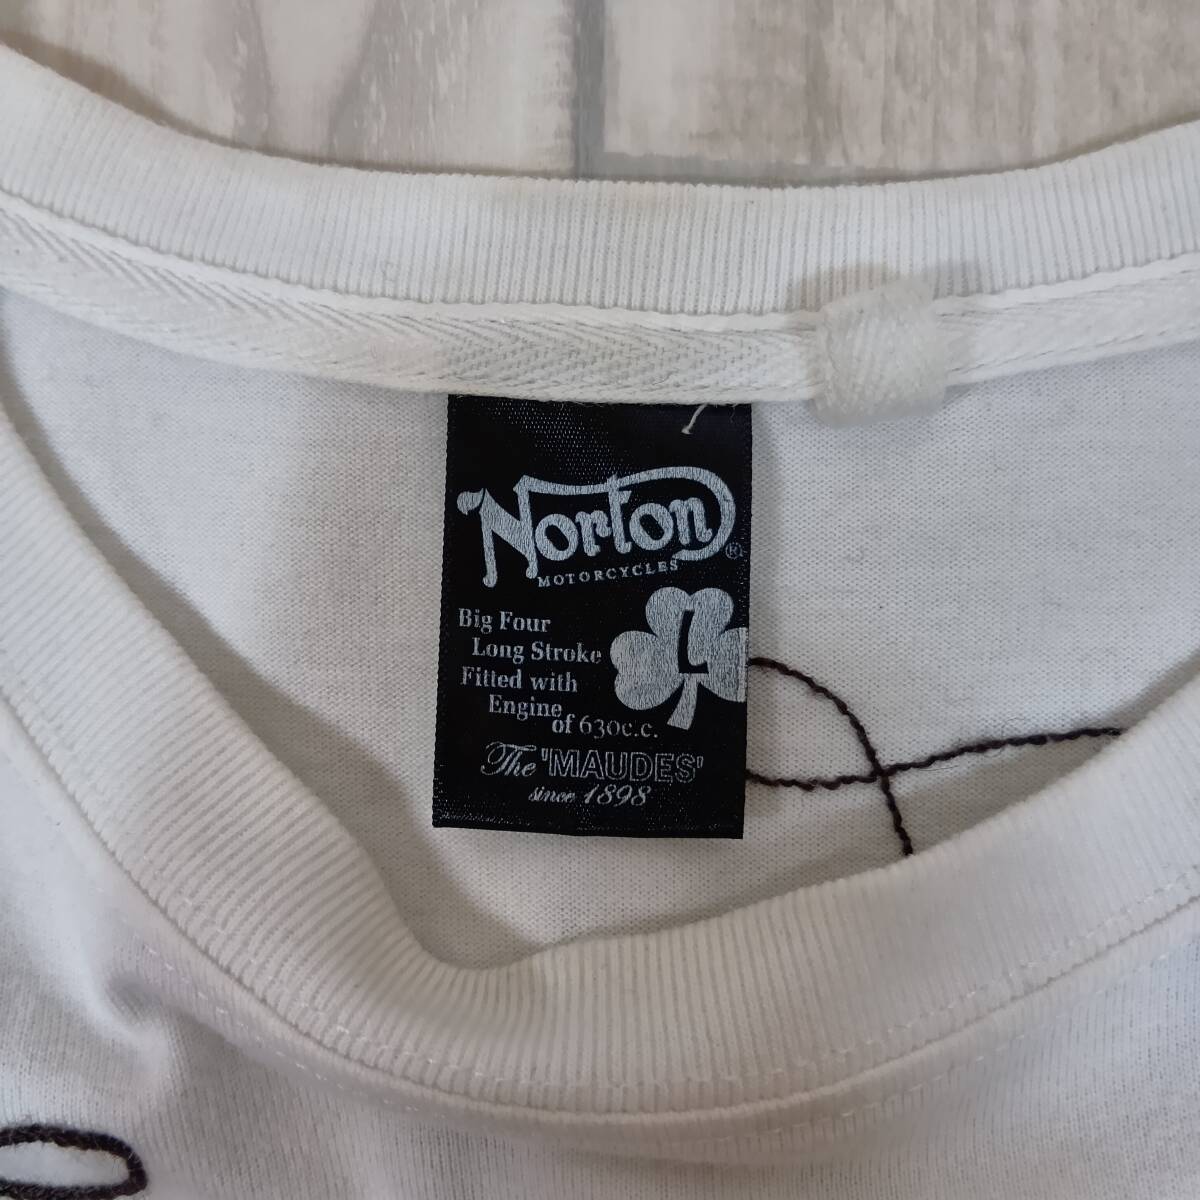 Norton ®
MOTORCYCLES
L
Big Four
Long Stroke
Fitted with
Engine
of 630c.c.
The "MAUDES'
since 1898